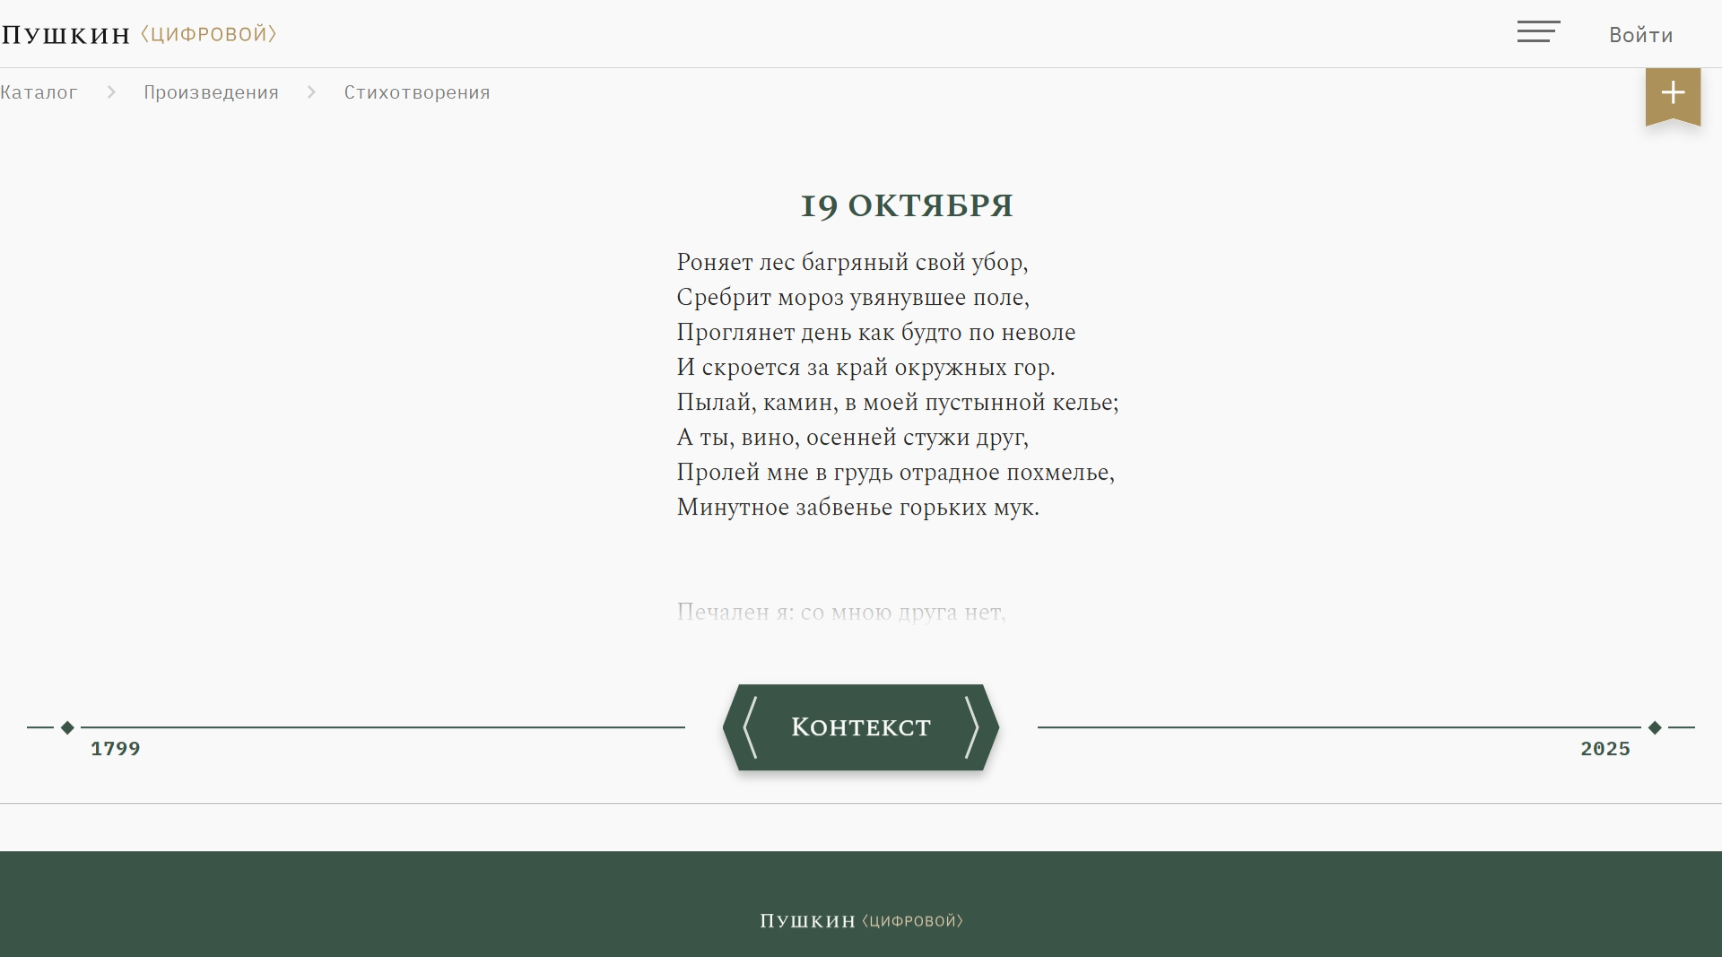 Пушкин 〈ЦИФРОВОЙ〉
Войти
Каталог > Произведения > Стихотворения
19 ОКТЯБРЯ
Роняет лес багряный свой убор,
Сребрит мороз увянувшее поле,
Проглянет день как будто по неволе
И скроется за край окружных гор.
Пылай, камин, в моей пустынной келье;
А ты, вино, осенней стужи друг,
Пролей мне в грудь отрадное похмелье,
Минутное забвенье горьких мук.
Печален я: со мною друга нет,
Контекст
1799
2025
Пушкин 〈ЦИФРОВОЙ〉